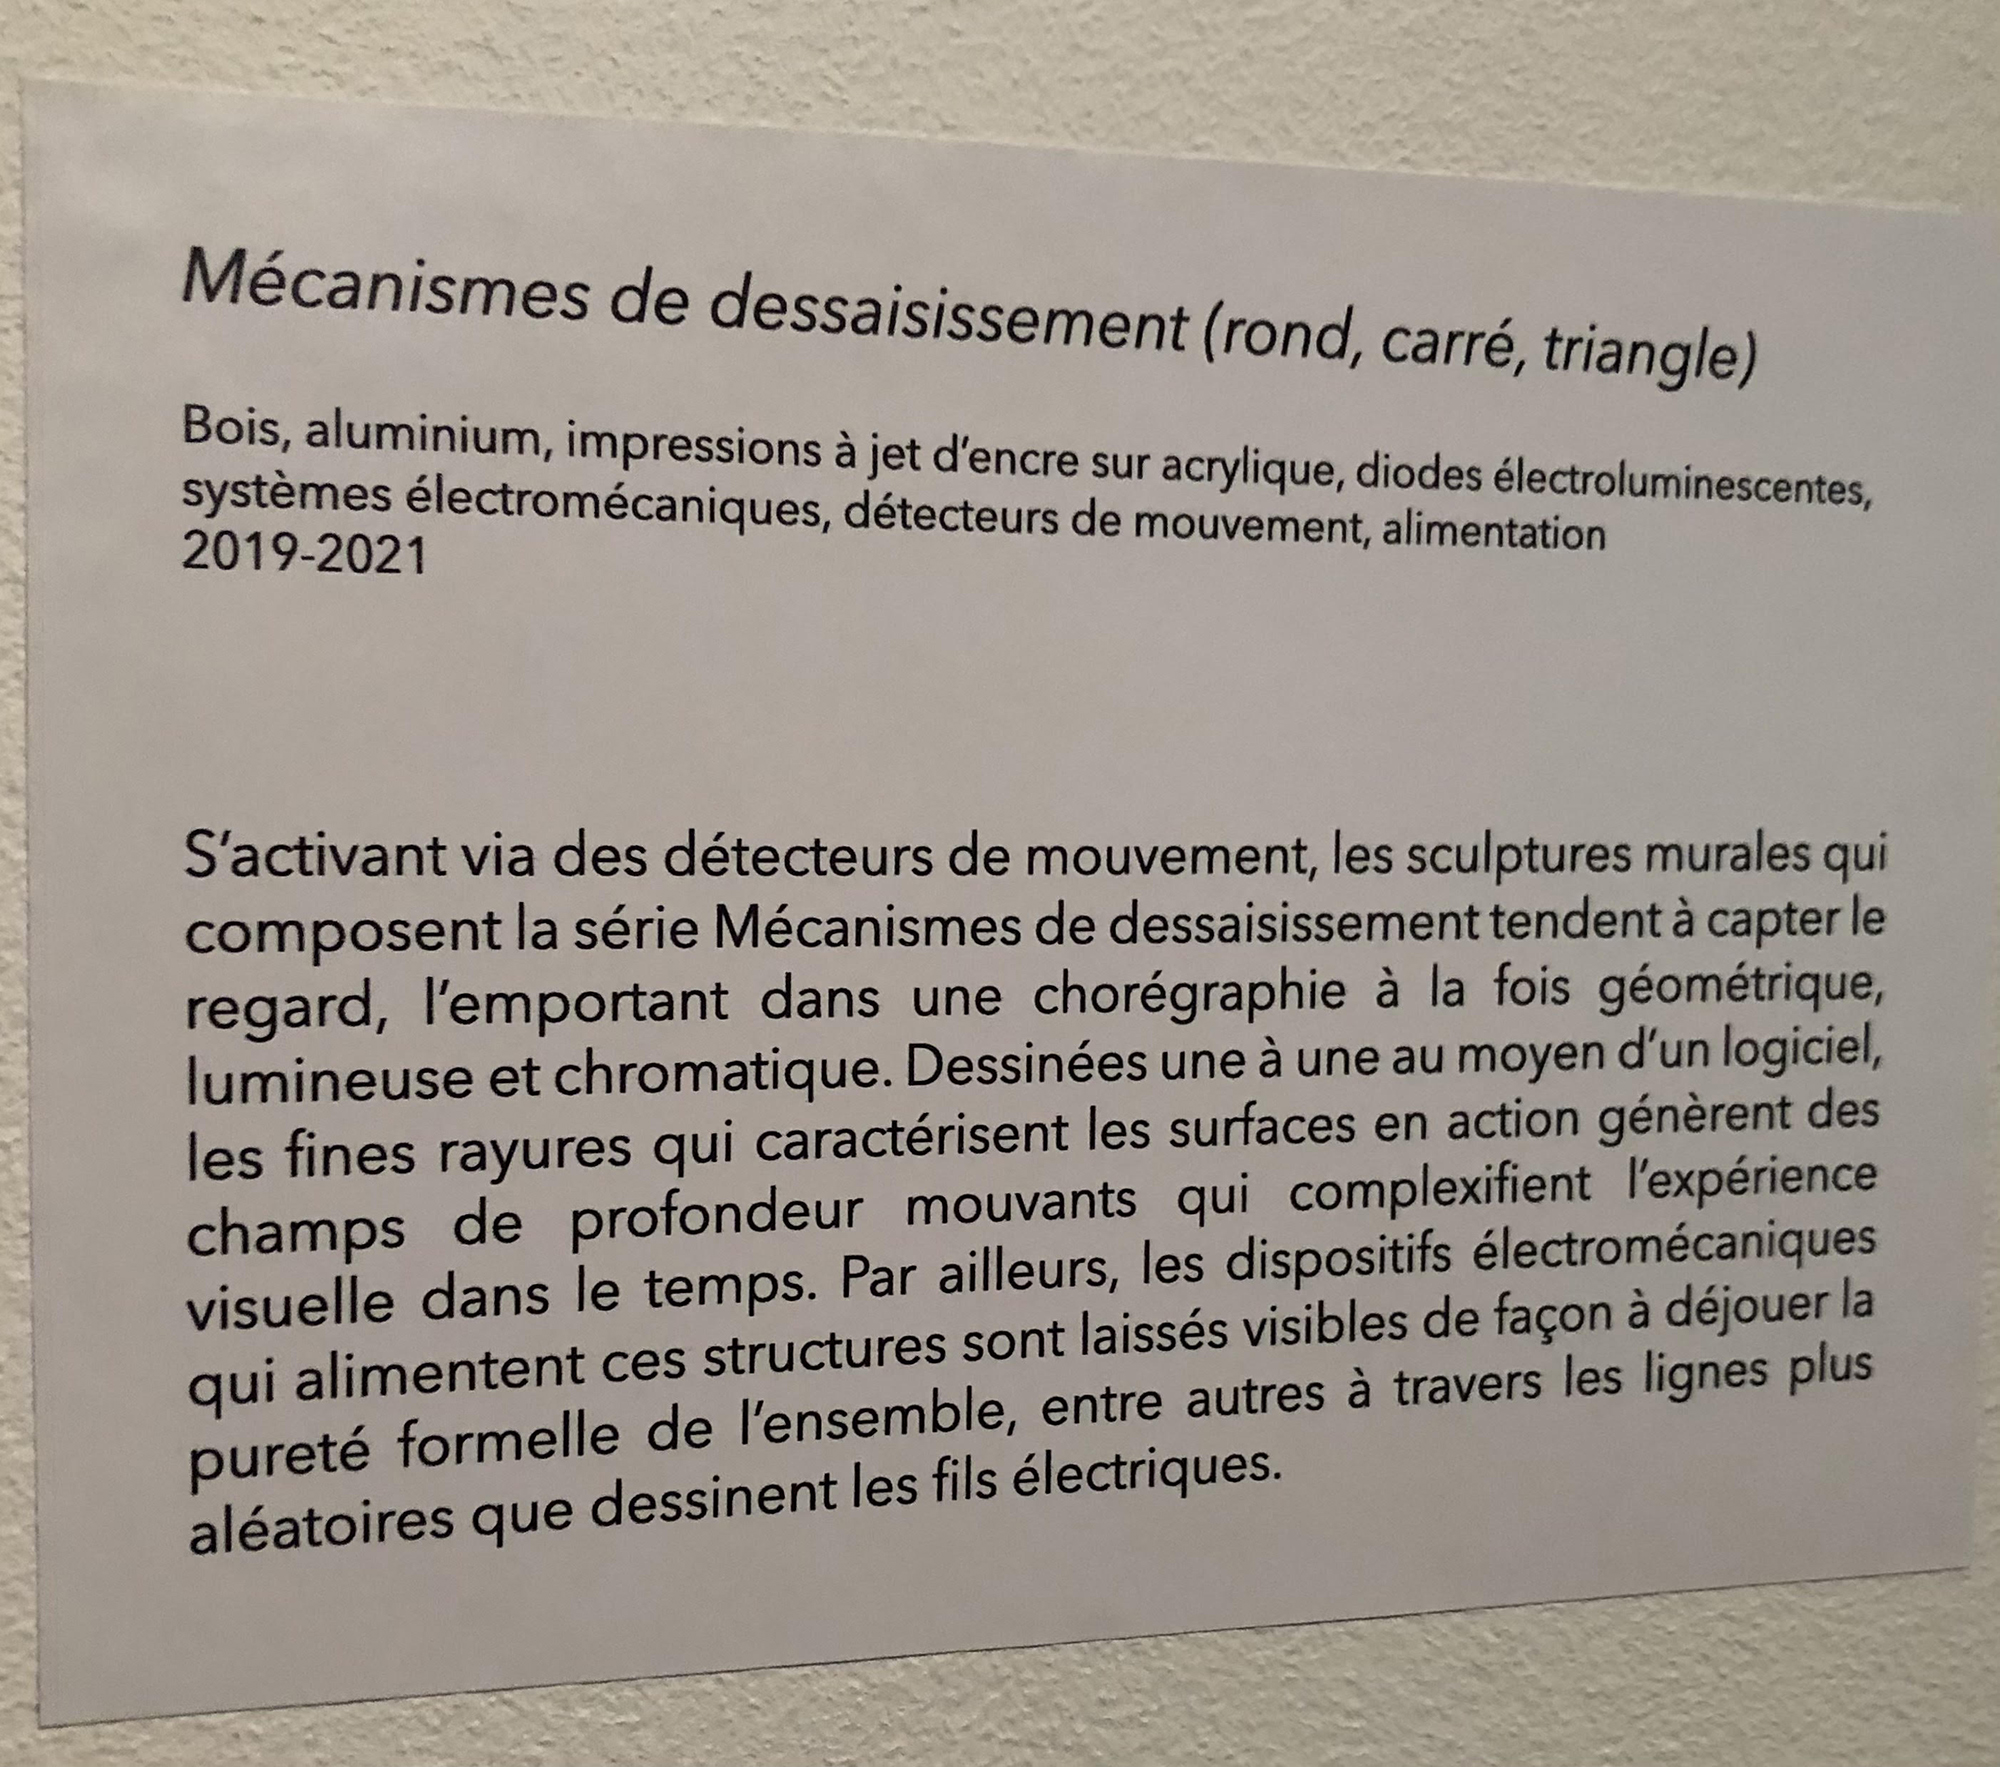 Mécanismes de dessaisissement (rond, carré, triangle)
Bois, aluminium, impressions à jet d'encre sur acrylique, diodes électroluminescentes,
systèmes électromécaniques, détecteurs de mouvement, alimentation
2019-2021
S'activant via des détecteurs de mouvement, les sculptures murales qui
composent la série Mécanismes de dessaisissement tendent à capter le
regard, l'emportant dans une chorégraphie à la fois géométrique,
lumineuse et chromatique. Dessinées une à une au moyen d'un logiciel,
les fines rayures qui caractérisent les surfaces en action génèrent des
champs de profondeur mouvants qui complexifient l'expérience
visuelle dans le temps. Par ailleurs, les dispositifs électromécaniques
qui alimentent ces structures sont laissés visibles de façon à déjouer la
pureté formelle de l'ensemble, entre autres à travers les lignes plus
aléatoires que dessinent les fils électriques.